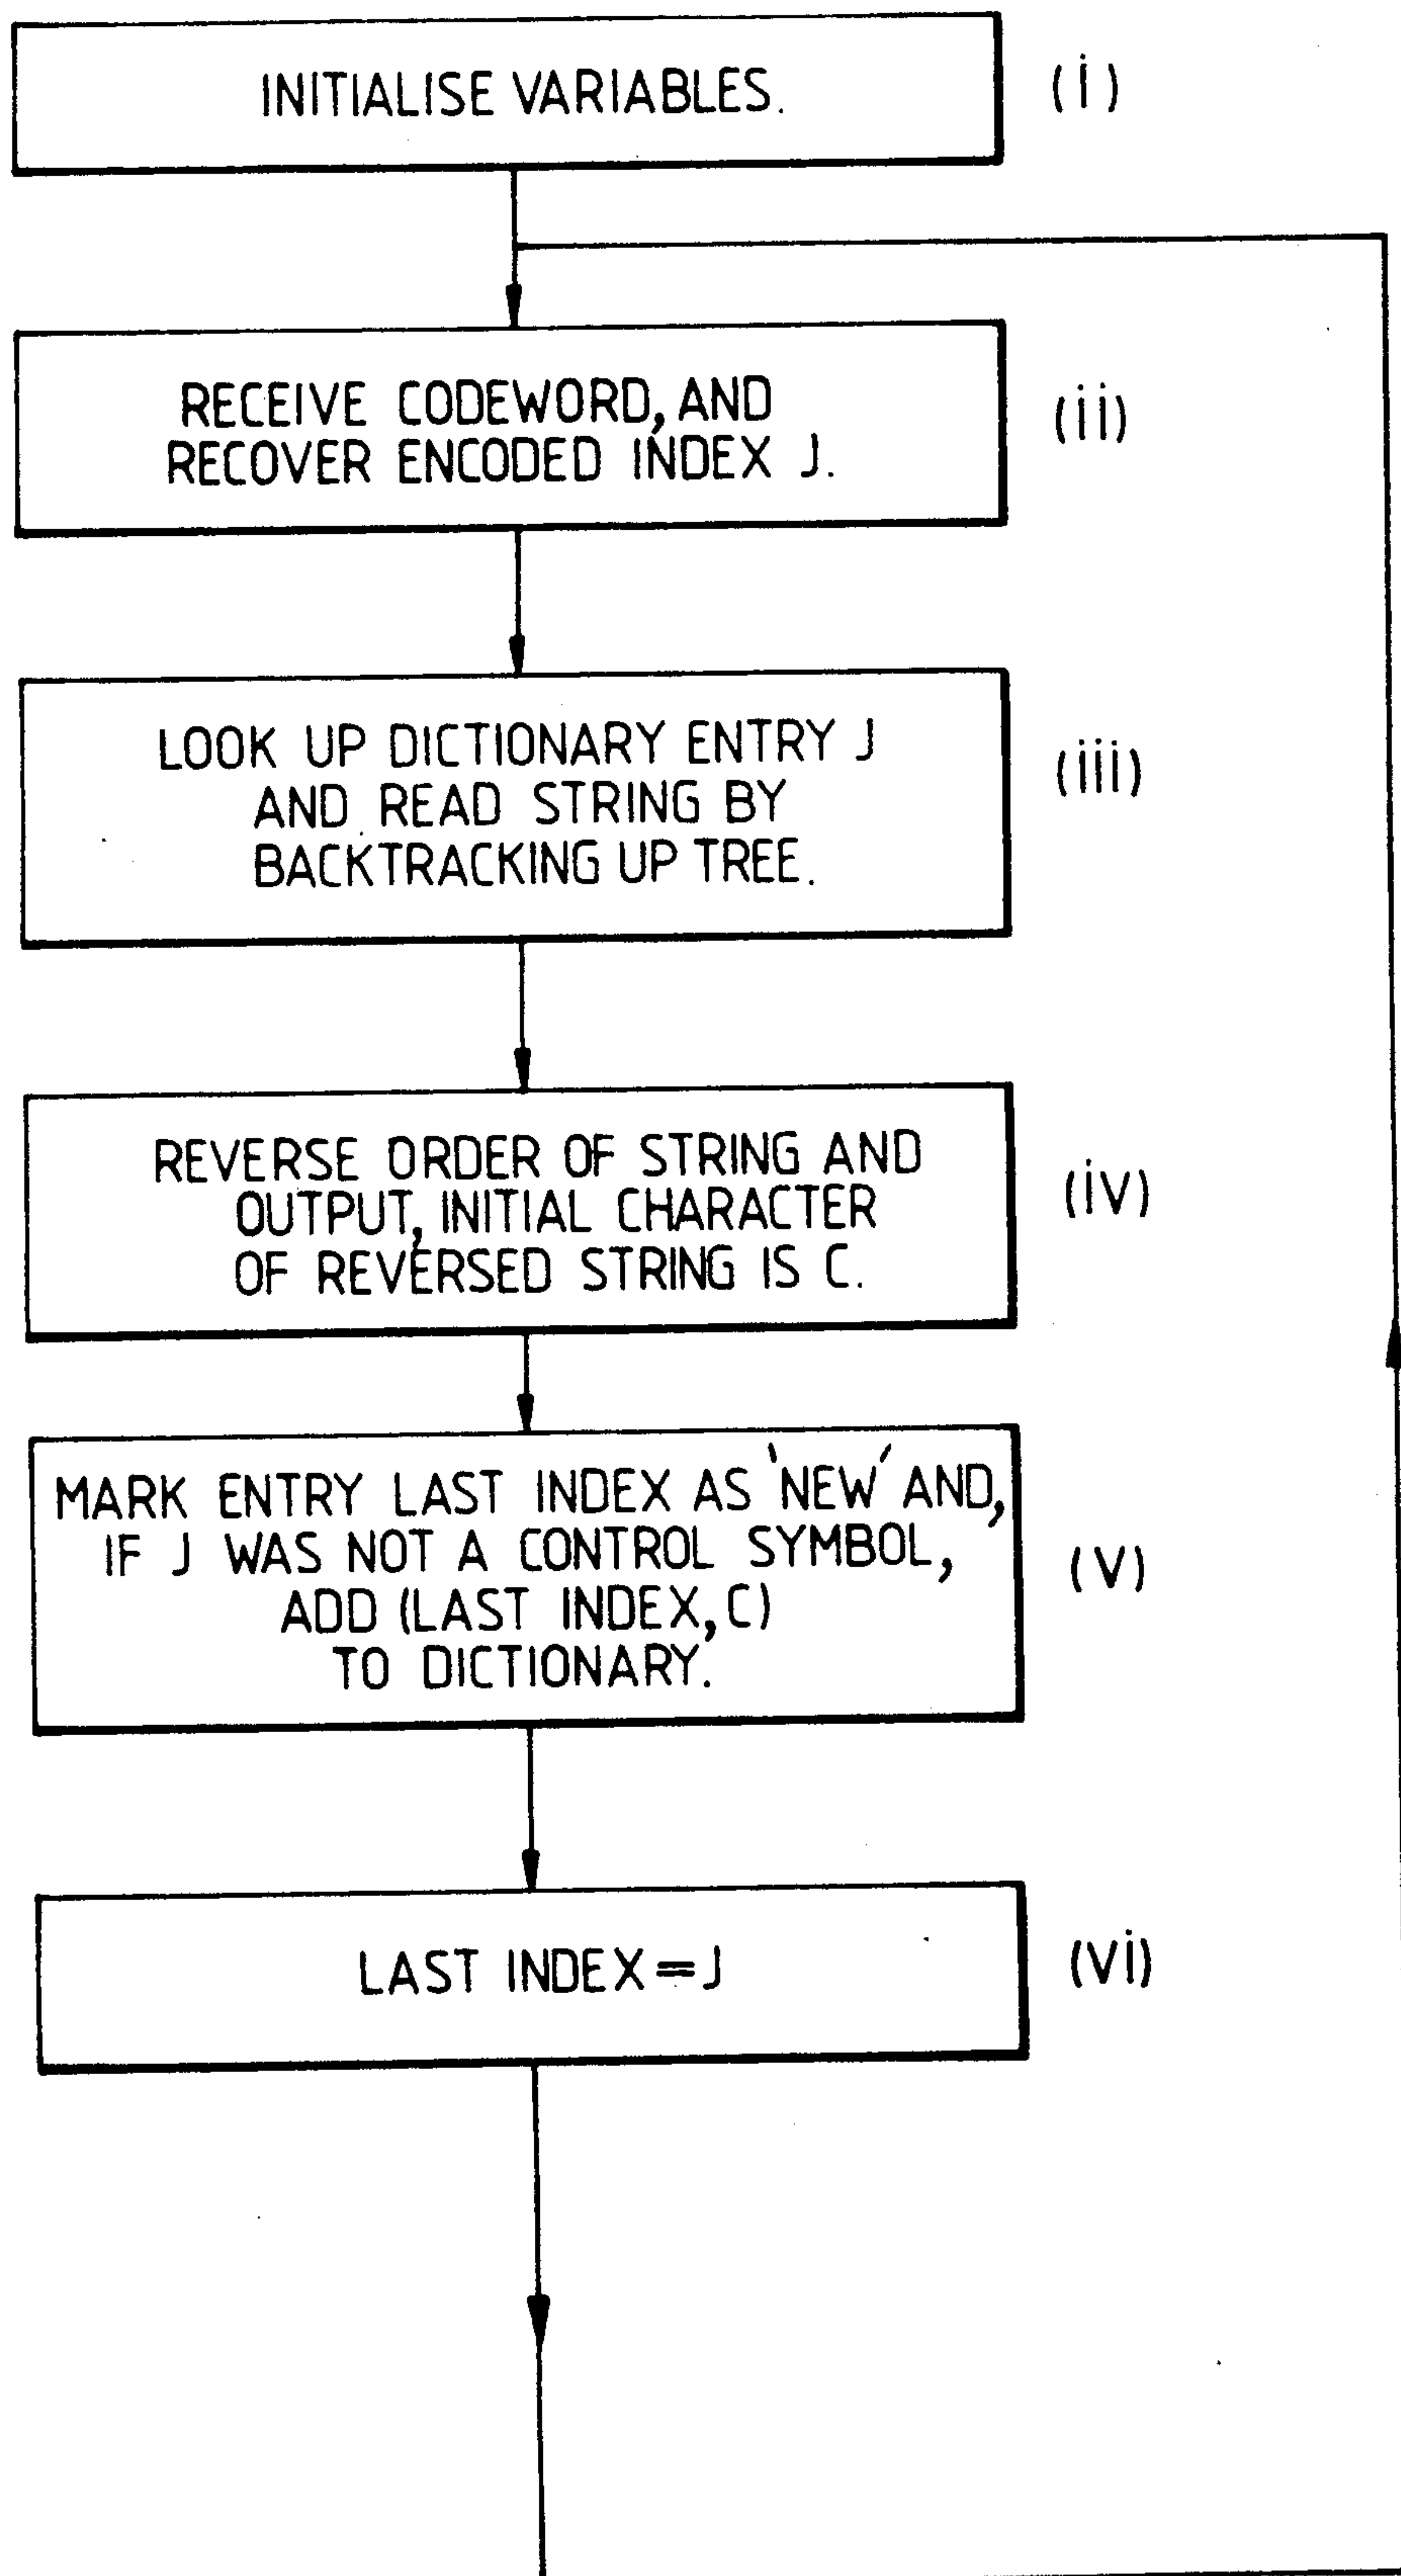 INITIALISE VARIABLES.
(i)
RECEIVE CODEWORD, AND
RECOVER ENCODED INDEX J.
(ii)
LOOK UP DICTIONARY ENTRY J
AND READ STRING BY
BACKTRACKING UP TREE.
(iii)
REVERSE ORDER OF STRING AND
OUTPUT, INITIAL CHARACTER
OF REVERSED STRING IS C.
(iv)
MARK ENTRY LAST INDEX AS 'NEW' AND,
IF J WAS NOT A CONTROL SYMBOL,
ADD (LAST INDEX, C)
TO DICTIONARY.
(v)
LAST INDEX = J
(vi)